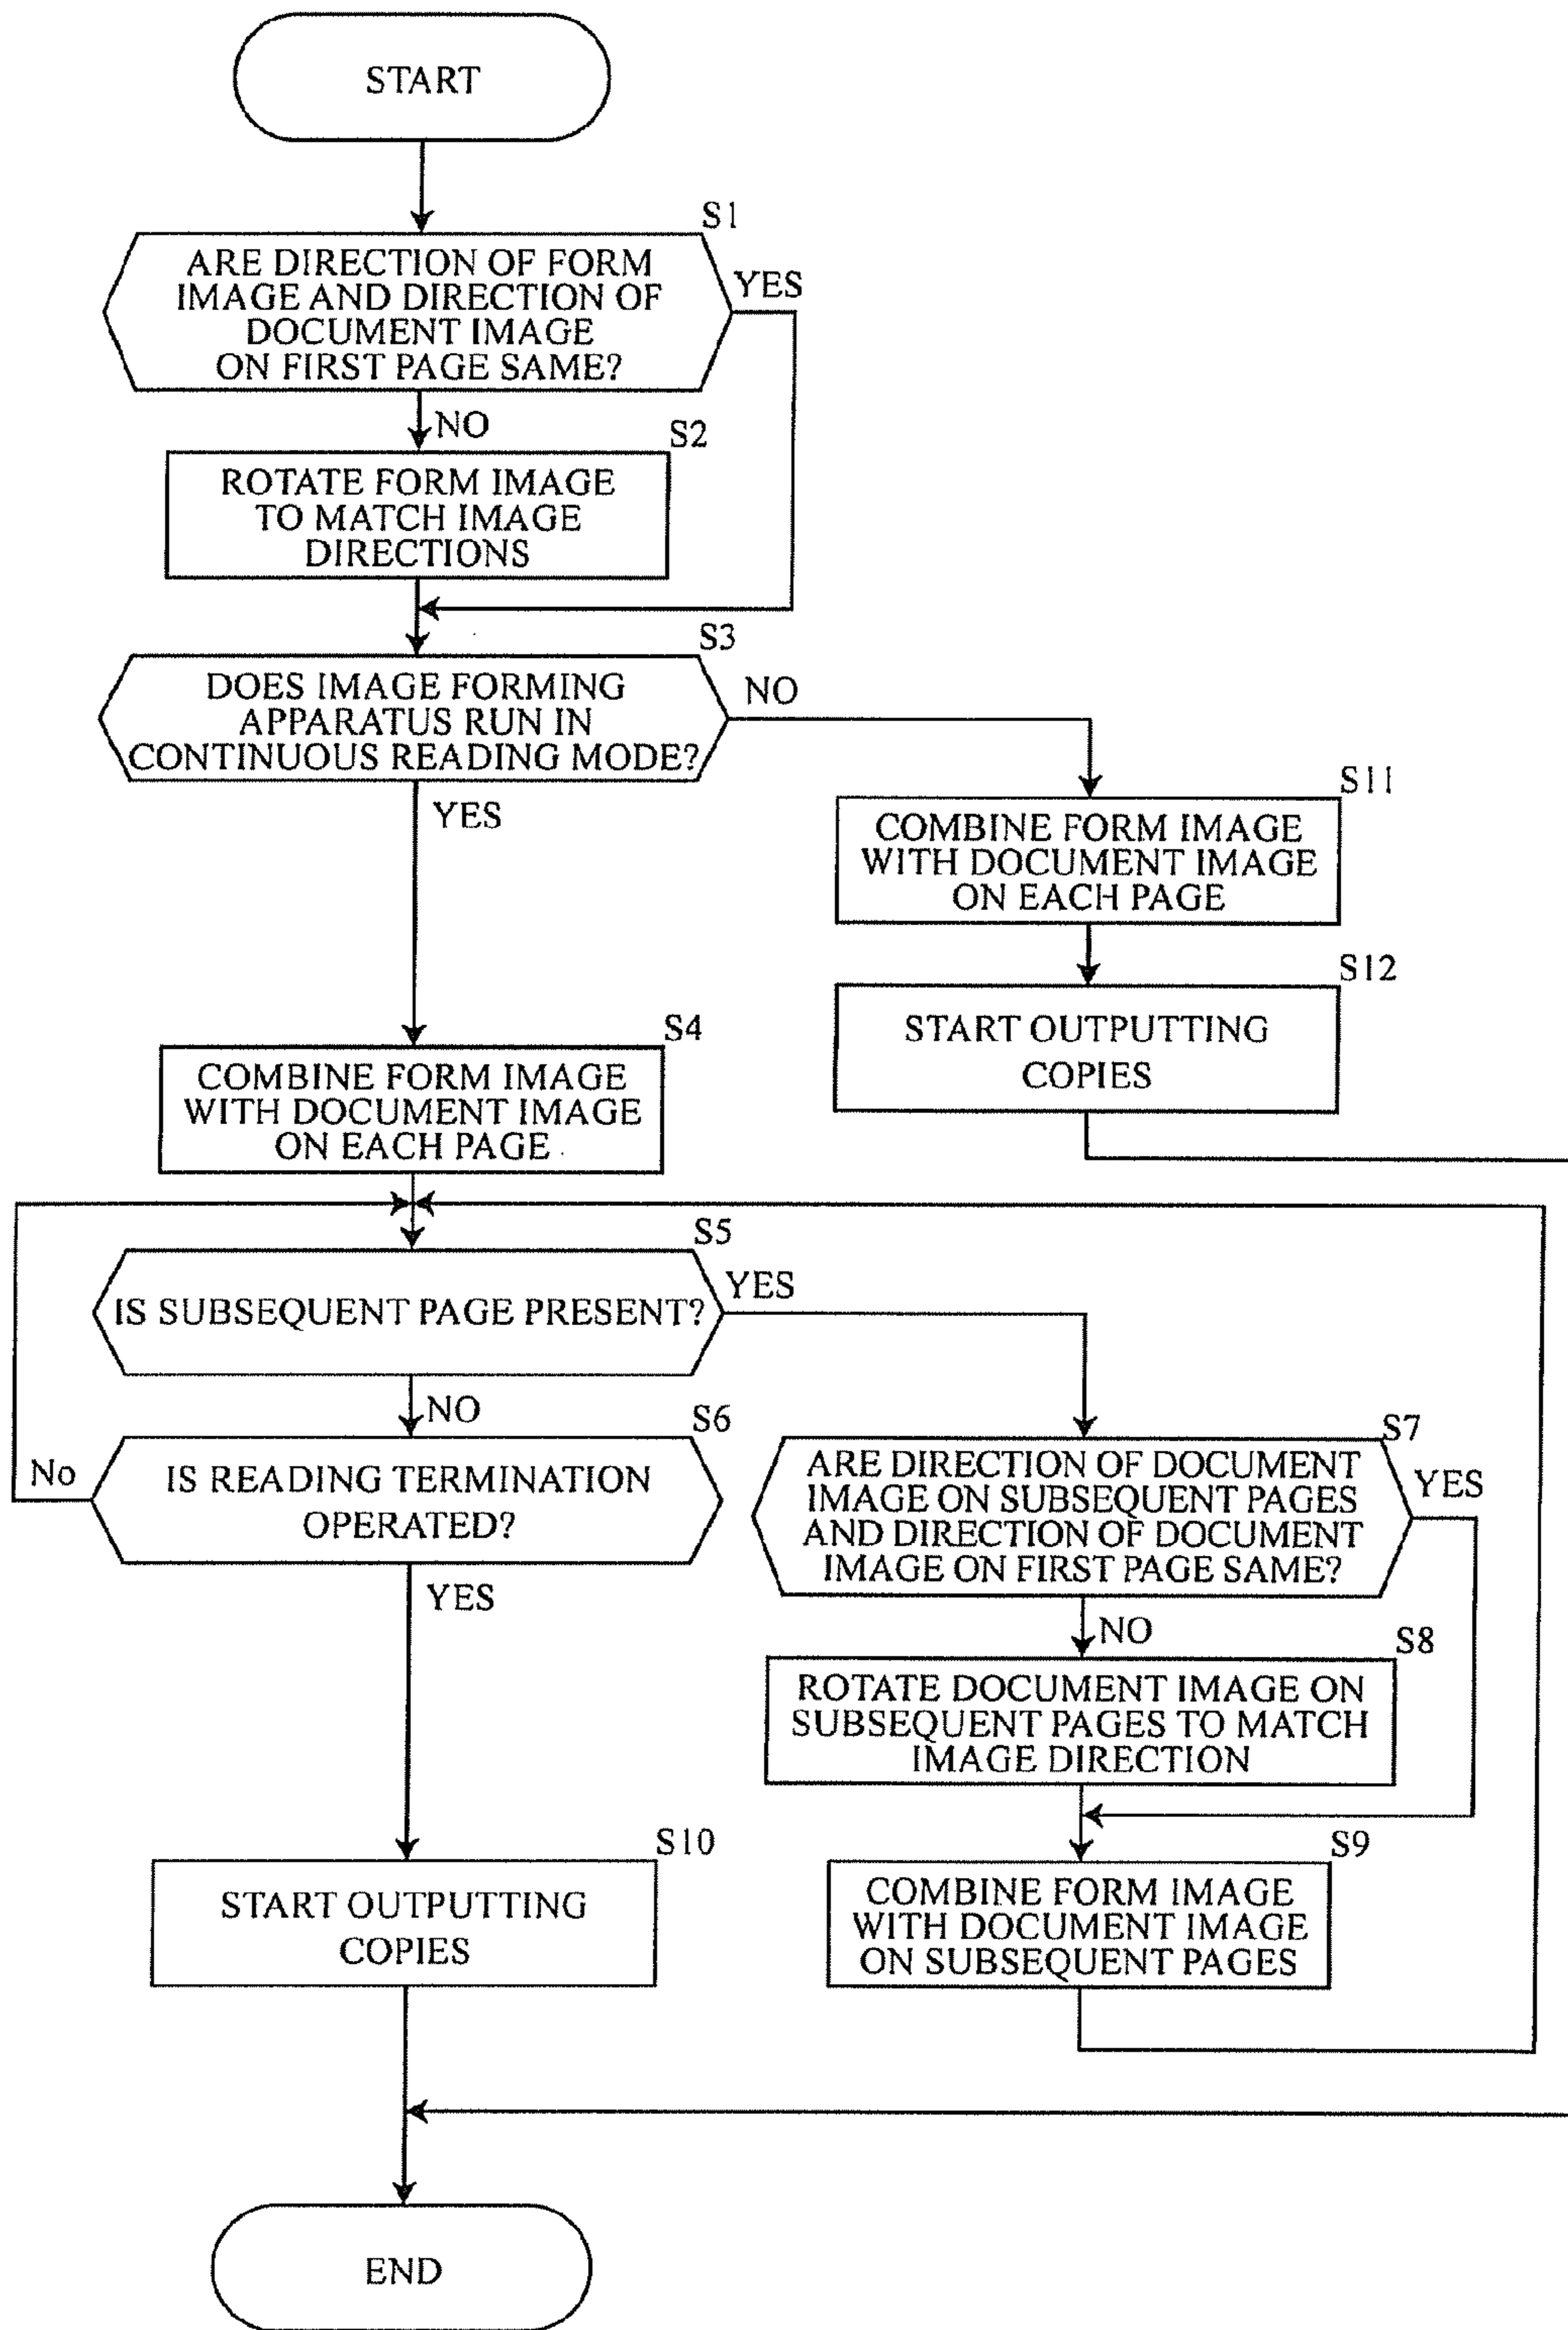 START
S1
ARE DIRECTION OF FORM
IMAGE AND DIRECTION OF
DOCUMENT IMAGE
ON FIRST PAGE SAME?
YES
NO
S2
ROTATE FORM IMAGE
TO MATCH IMAGE
DIRECTIONS
S3
DOES IMAGE FORMING
APPARATUS RUN IN
CONTINUOUS READING MODE?
NO
YES
S11
COMBINE FORM IMAGE
WITH DOCUMENT IMAGE
ON EACH PAGE
S12
START OUTPUTTING
COPIES
S4
COMBINE FORM IMAGE
WITH DOCUMENT IMAGE
ON EACH PAGE
S5
IS SUBSEQUENT PAGE PRESENT?
YES
NO
S6
IS READING TERMINATION
OPERATED?
No
YES
S7
ARE DIRECTION OF DOCUMENT
IMAGE ON SUBSEQUENT PAGES
AND DIRECTION OF DOCUMENT
IMAGE ON FIRST PAGE SAME?
YES
NO
S8
ROTATE DOCUMENT IMAGE ON
SUBSEQUENT PAGES TO MATCH
IMAGE DIRECTION
S9
COMBINE FORM IMAGE
WITH DOCUMENT IMAGE
ON SUBSEQUENT PAGES
S10
START OUTPUTTING
COPIES
END